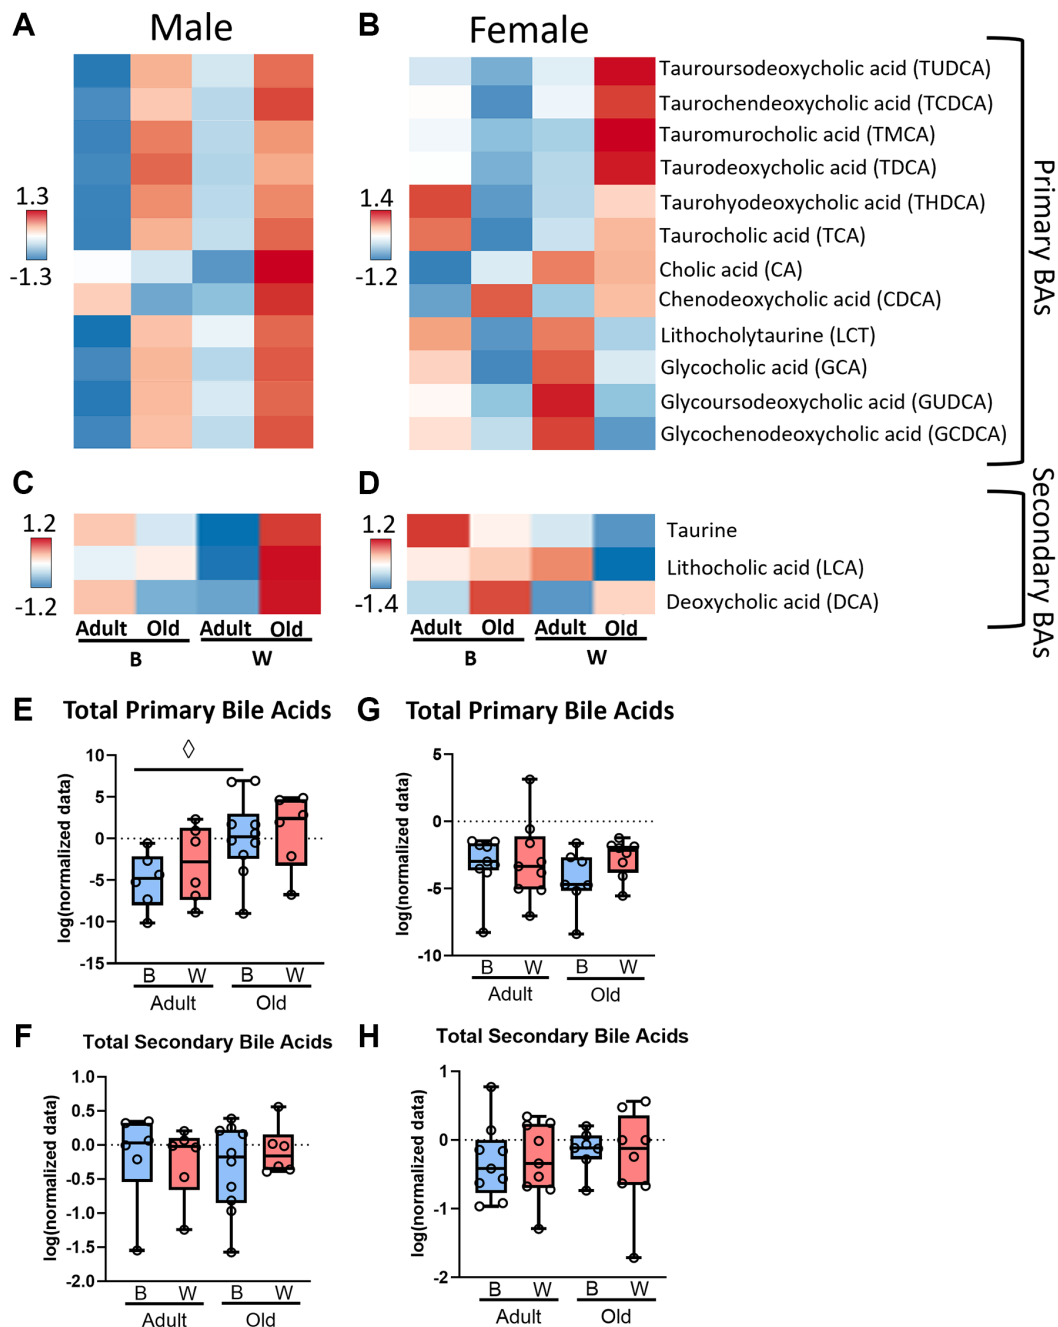 A
Male
B
Female
Tauroursodeoxycholic acid (TUDCA)
Taurochendeoxycholic acid (TCDCA)
Tauromurocholic acid (TMCA)
Taurodeoxycholic acid (TDCA)
Taurohyodeoxycholic acid (THDCA)
Taurocholic acid (TCA)
Cholic acid (CA)
Chenodeoxycholic acid (CDCA)
Lithocholytaurine (LCT)
Glycocholic acid (GCA)
Glycoursodeoxycholic acid (GUDCA)
Glycochenodeoxycholic acid (GCDCA)
1.3
-1.3
1.4
-1.2
Primary BAs
C
D
1.2
-1.2
1.2
-1.4
Taurine
Lithocholic acid (LCA)
Deoxycholic acid (DCA)
Secondary BAs
Adult Old Adult Old
B W
Adult Old Adult Old
B W
E Total Primary Bile Acids
◊
log(normalized data)
10
5
0
-5
-10
-15
B W B W
Adult Old
G Total Primary Bile Acids
log(normalized data)
5
0
-5
-10
B W B W
Adult Old
F Total Secondary Bile Acids
log(normalized data)
1.0
0.5
0.0
-0.5
-1.0
-1.5
-2.0
B W B W
Adult Old
H Total Secondary Bile Acids
log(normalized data)
1
0
-1
-2
B W B W
Adult Old